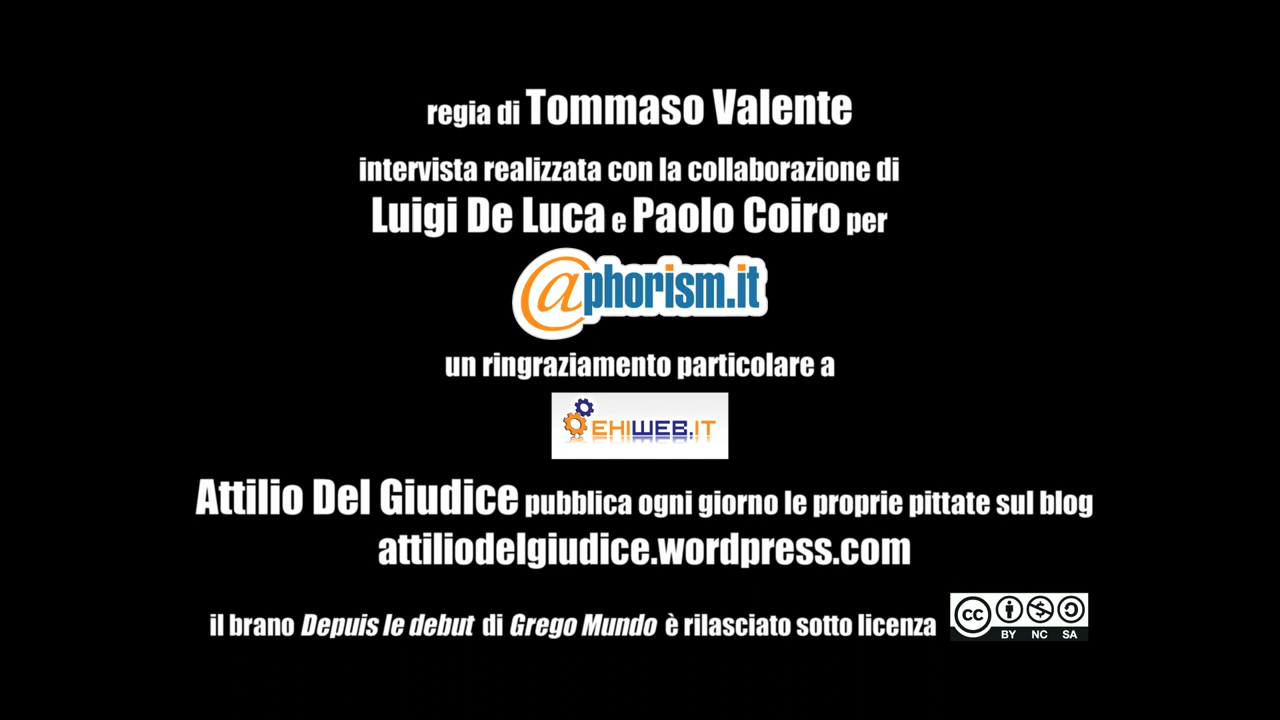 regia di Tommaso Valente
intervista realizzata con la collaborazione di
Luigi De Luca e Paolo Coiro per
@phorism.it
un ringraziamento particolare a
EHIWEB.IT
Attilio Del Giudice pubblica ogni giorno le proprie pittate sul blog
attiliodelgiudice.wordpress.com
il brano Depuis le debut di Grego Mundo è rilasciato sotto licenza
cc BY NC SA